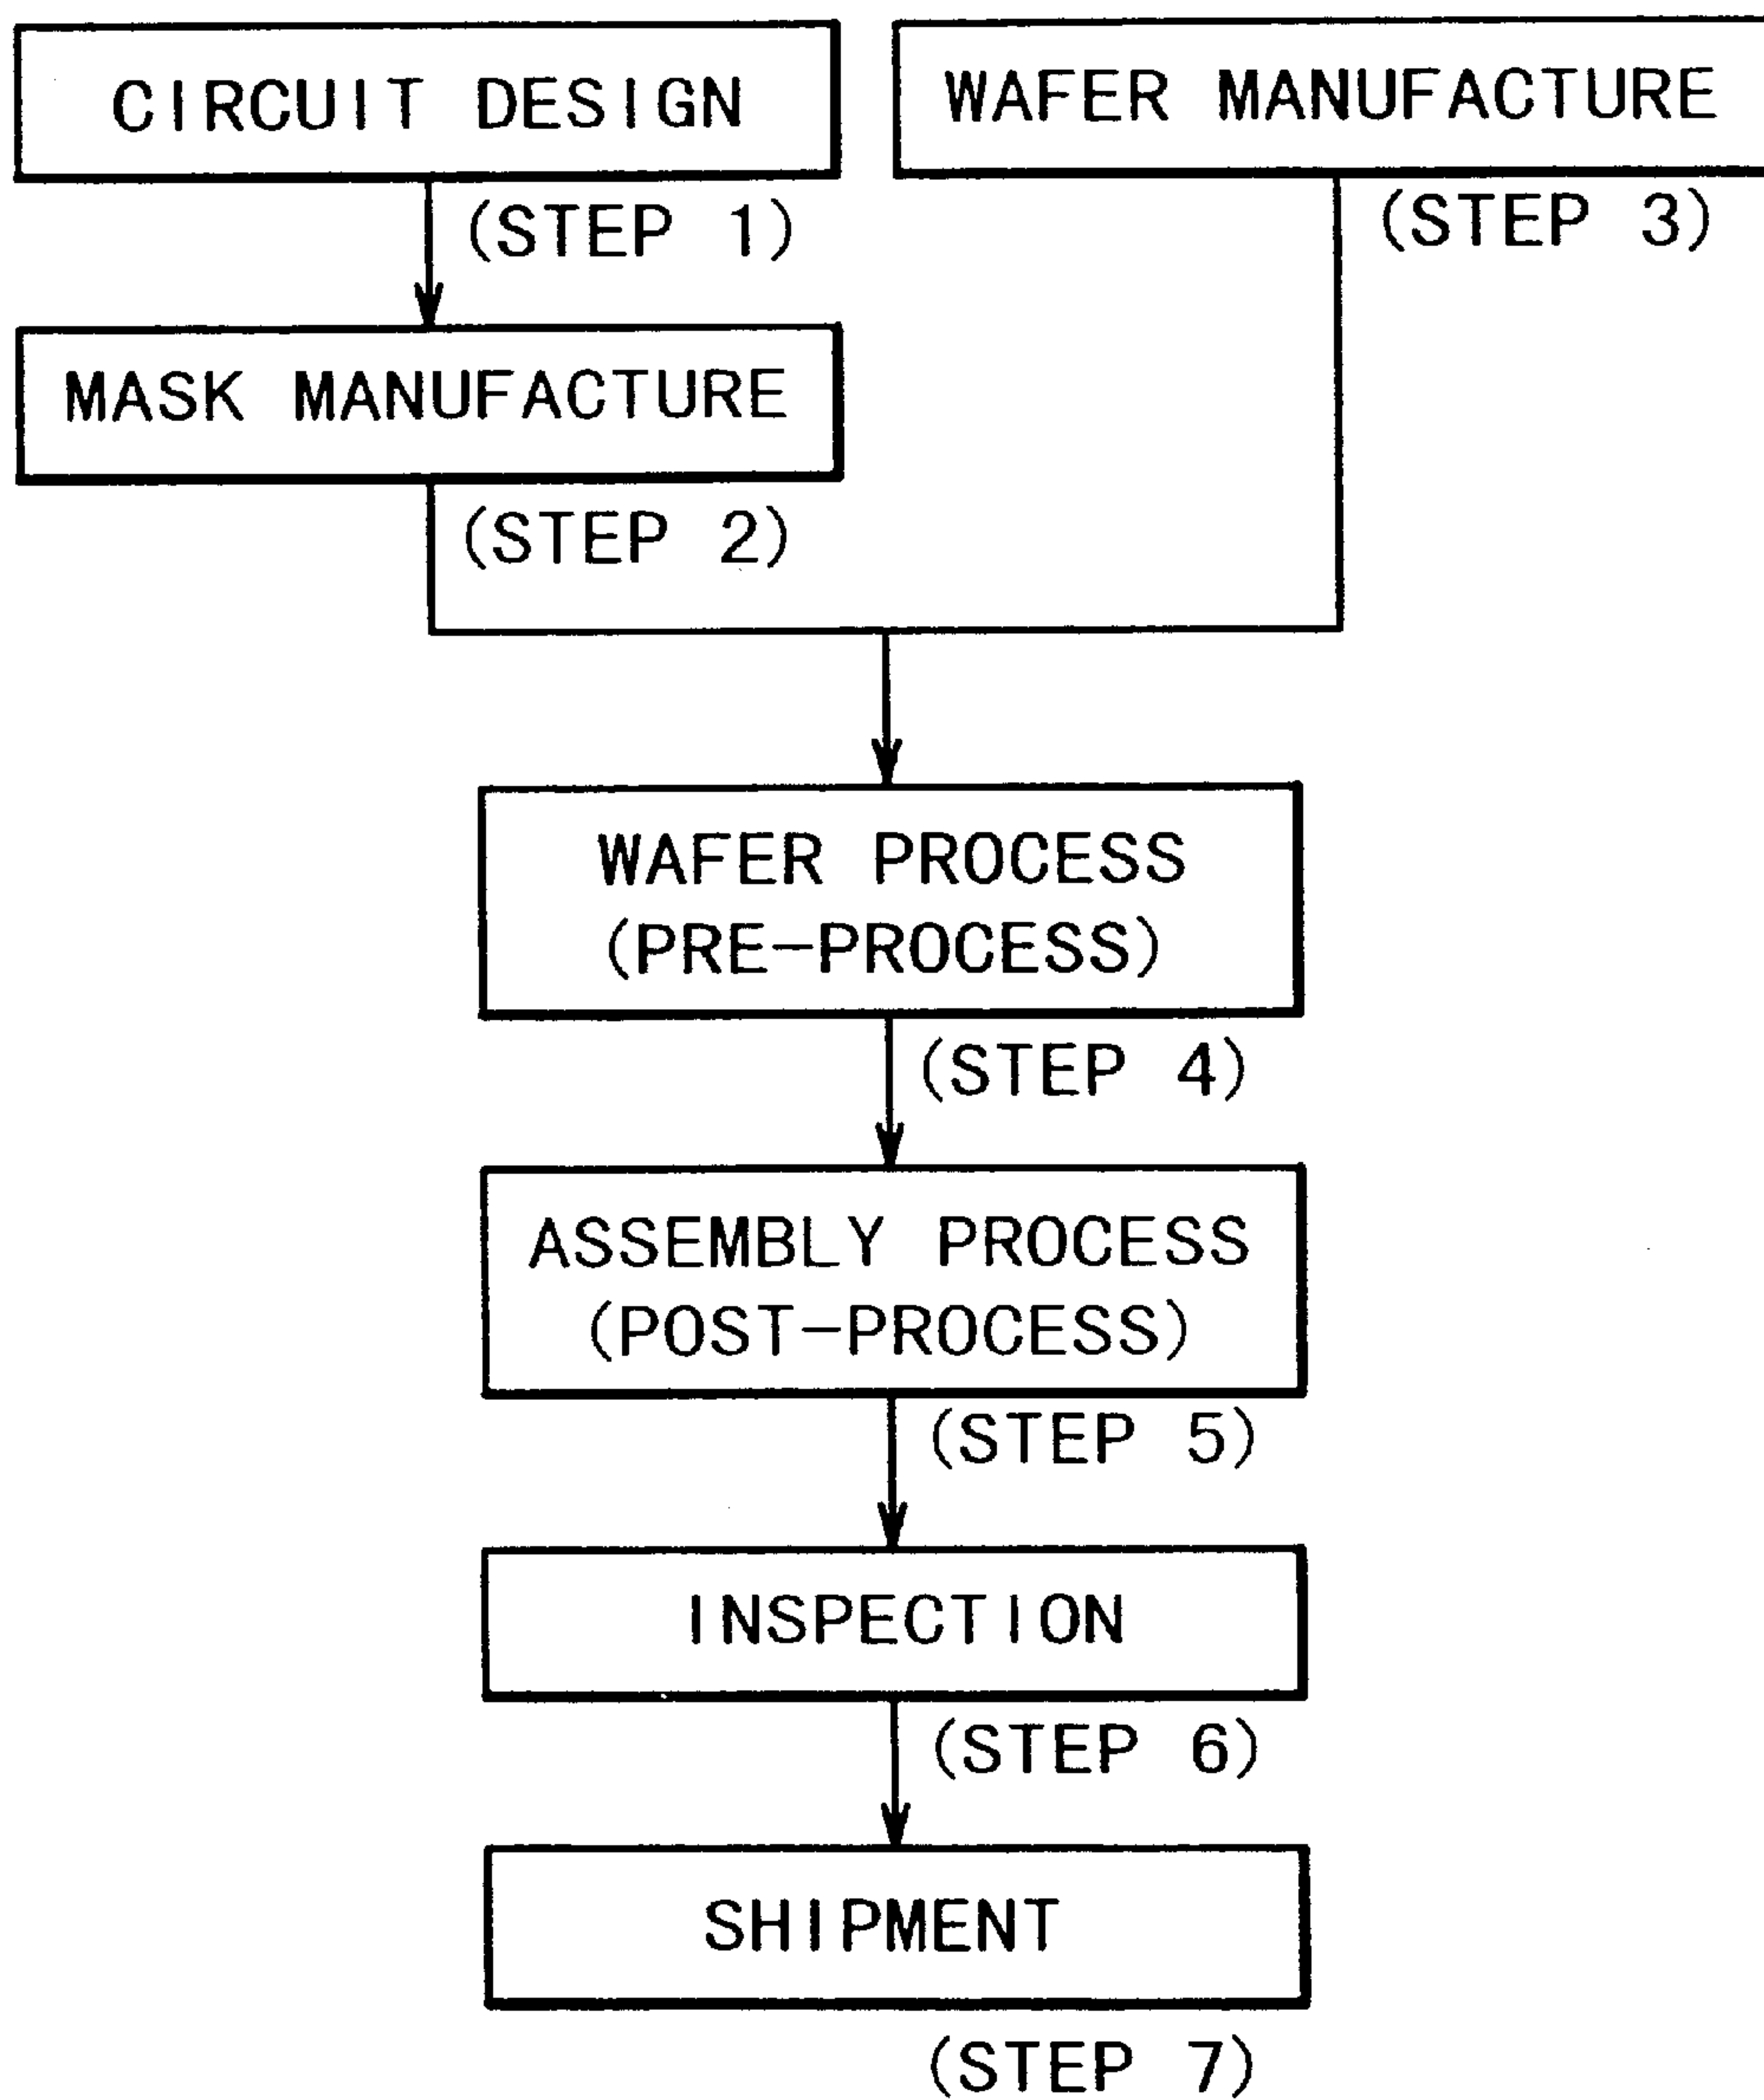 CIRCUIT DESIGN
(STEP 1)
MASK MANUFACTURE
(STEP 2)
WAFER MANUFACTURE
(STEP 3)
WAFER PROCESS
(PRE-PROCESS)
(STEP 4)
ASSEMBLY PROCESS
(POST-PROCESS)
(STEP 5)
INSPECTION
(STEP 6)
SHIPMENT
(STEP 7)